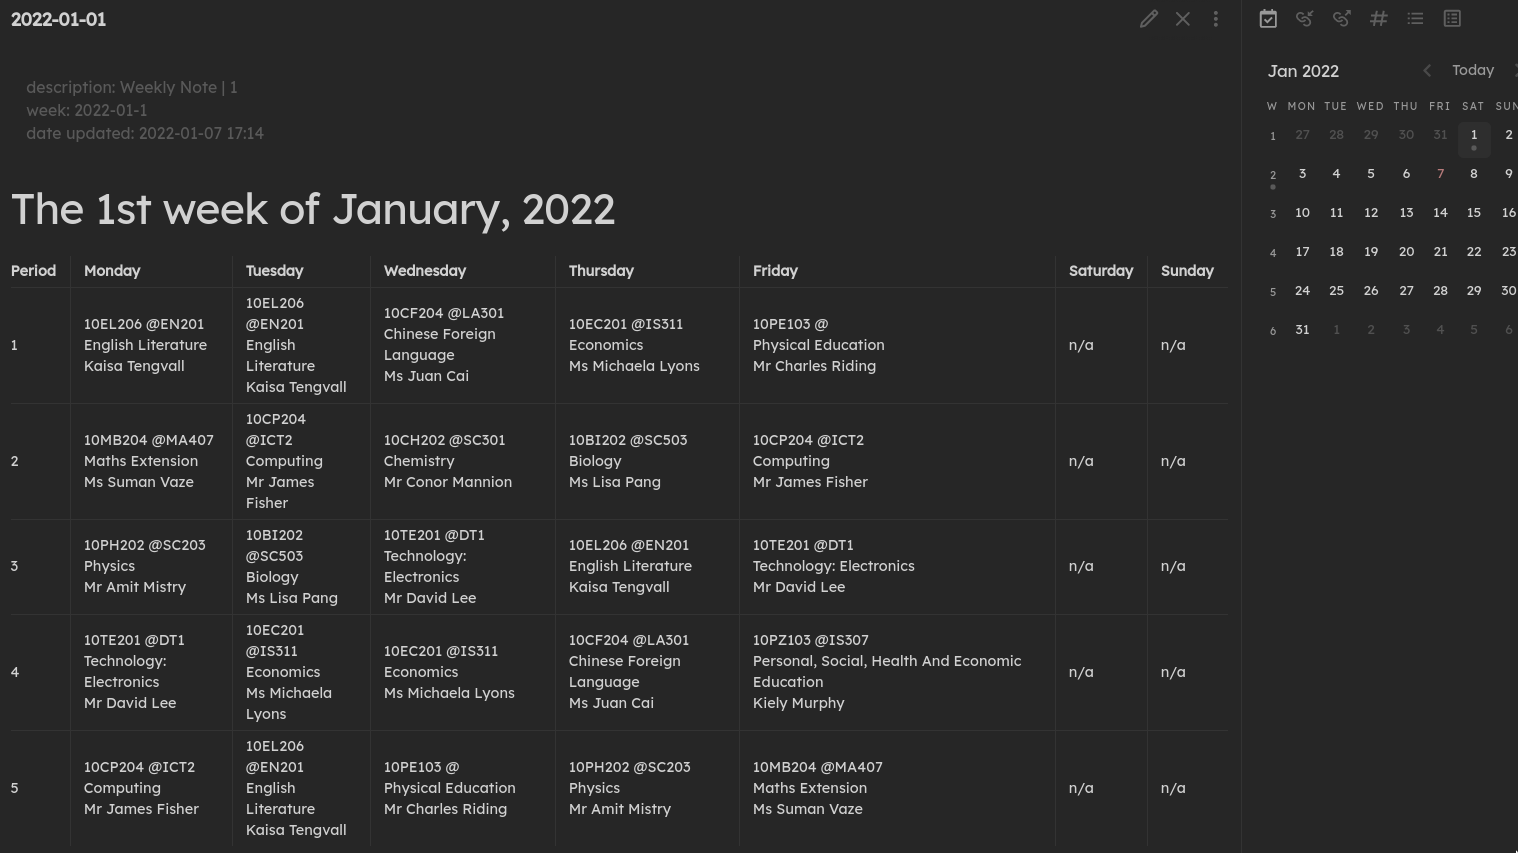 2022-01-01
description: Weekly Note | 1
week: 2022-01-1
date updated: 2022-01-07 17:14
The 1st week of January, 2022
Period Monday Tuesday Wednesday Thursday Friday Saturday Sunday
1
10EL206 @EN201
English Literature
Kaisa Tengvall
10EL206
@EN201
English
Literature
Kaisa Tengvall
10CF204 @LA301
Chinese Foreign
Language
Ms Juan Cai
10EC201 @IS311
Economics
Ms Michaela Lyons
10PE103 @
Physical Education
Mr Charles Riding
n/a
n/a
2
10MB204 @MA407
Maths Extension
Ms Suman Vaze
10CP204
@ICT2
Computing
Mr James
Fisher
10CH202 @SC301
Chemistry
Mr Conor Mannion
10BI202 @SC503
Biology
Ms Lisa Pang
10CP204 @ICT2
Computing
Mr James Fisher
n/a
n/a
3
10PH202 @SC203
Physics
Mr Amit Mistry
10BI202
@SC503
Biology
Ms Lisa Pang
10TE201 @DT1
Technology:
Electronics
Mr David Lee
10EL206 @EN201
English Literature
Kaisa Tengvall
10TE201 @DT1
Technology: Electronics
Mr David Lee
n/a
n/a
4
10TE201 @DT1
Technology:
Electronics
Mr David Lee
10EC201
@IS311
Economics
Ms Michaela
Lyons
10EC201 @IS311
Economics
Ms Michaela Lyons
10CF204 @LA301
Chinese Foreign
Language
Ms Juan Cai
10PZ103 @IS307
Personal, Social, Health And Economic
Education
Kiely Murphy
n/a
n/a
5
10CP204 @ICT2
Computing
Mr James Fisher
10EL206
@EN201
English
Literature
Kaisa Tengvall
10PE103 @
Physical Education
Mr Charles Riding
10PH202 @SC203
Physics
Mr Amit Mistry
10MB204 @MA407
Maths Extension
Ms Suman Vaze
n/a
n/a
Jan 2022 Today
W MON TUE WED THU FRI SAT SUN
1 27 28 29 30 31 1 2
2 3 4 5 6 7 8 9
3 10 11 12 13 14 15 16
4 17 18 19 20 21 22 23
5 24 25 26 27 28 29 30
6 31 1 2 3 4 5 6